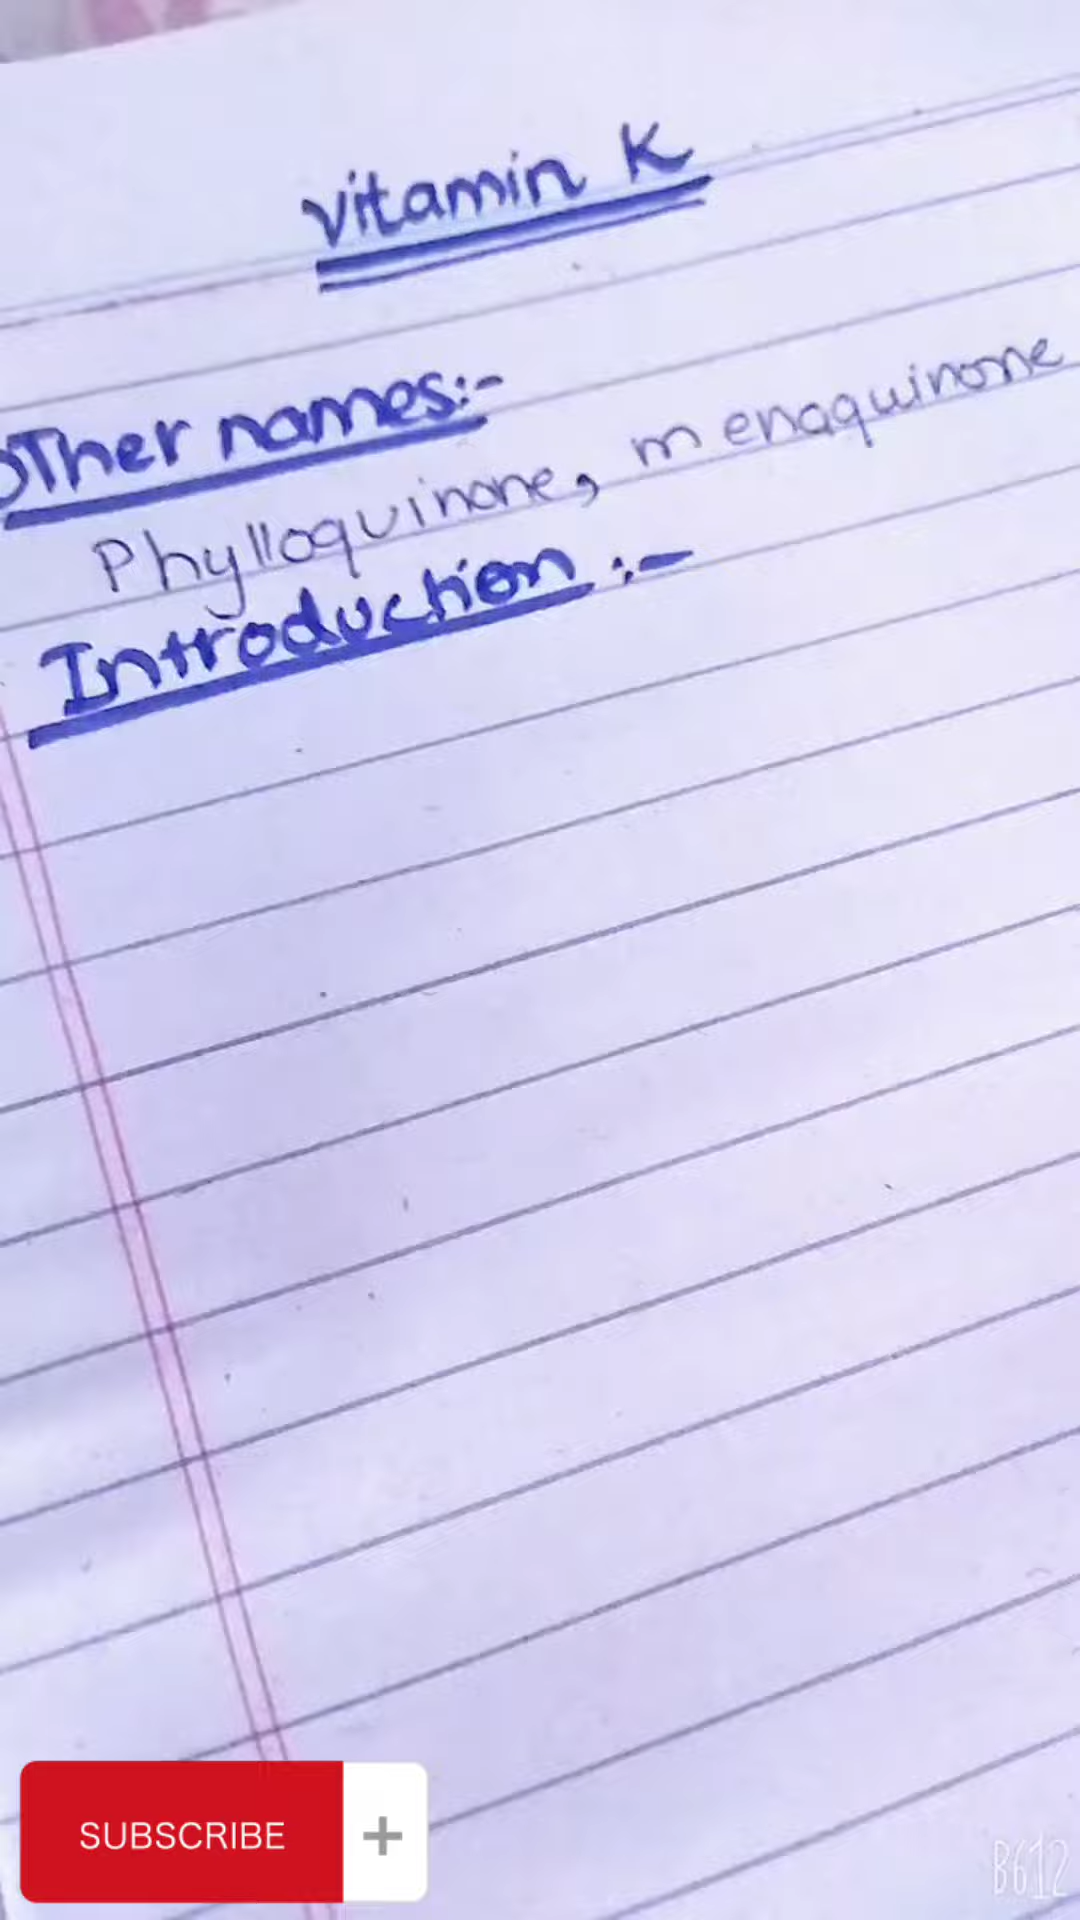 Vitamin K
Other names:-
Phylloquinone, menaquinone
Introduction :-
SUBSCRIBE +
B612